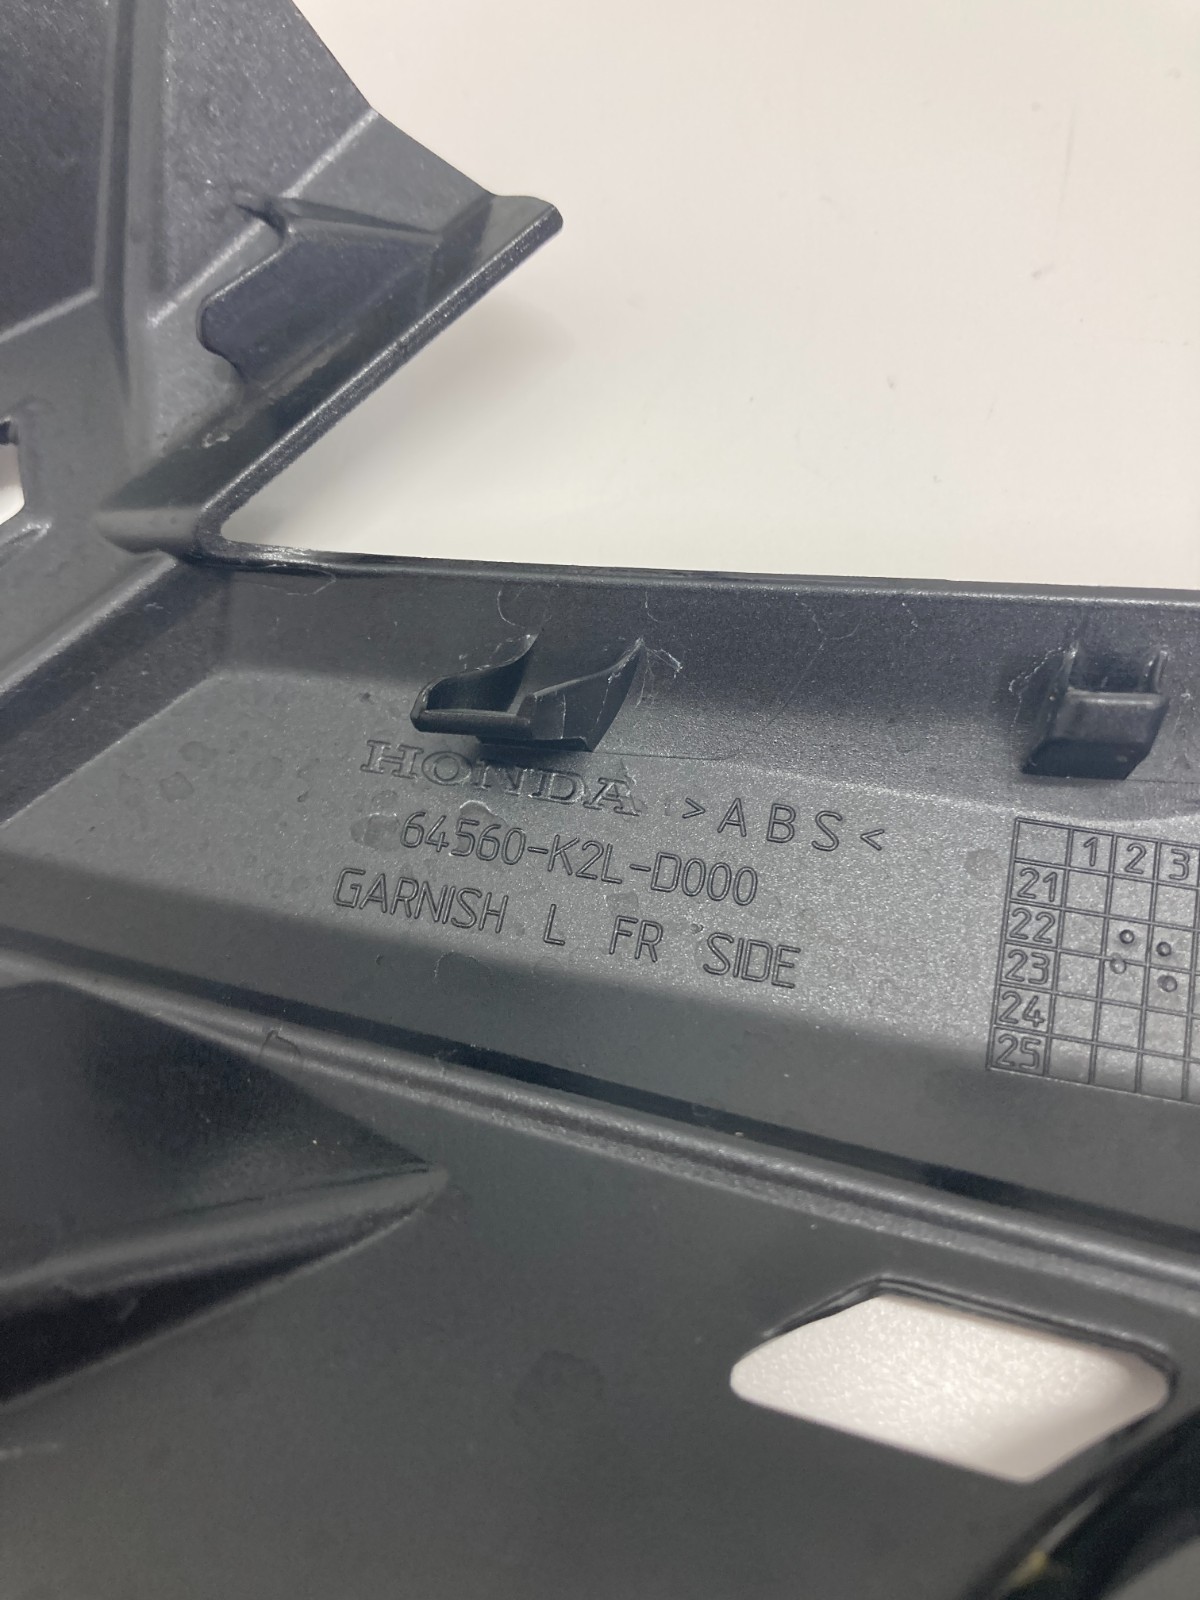 HONDA >ABS<
64560-K2L-D000
GARNISH L FR SIDE
1 2 3
21
22
23
24
25